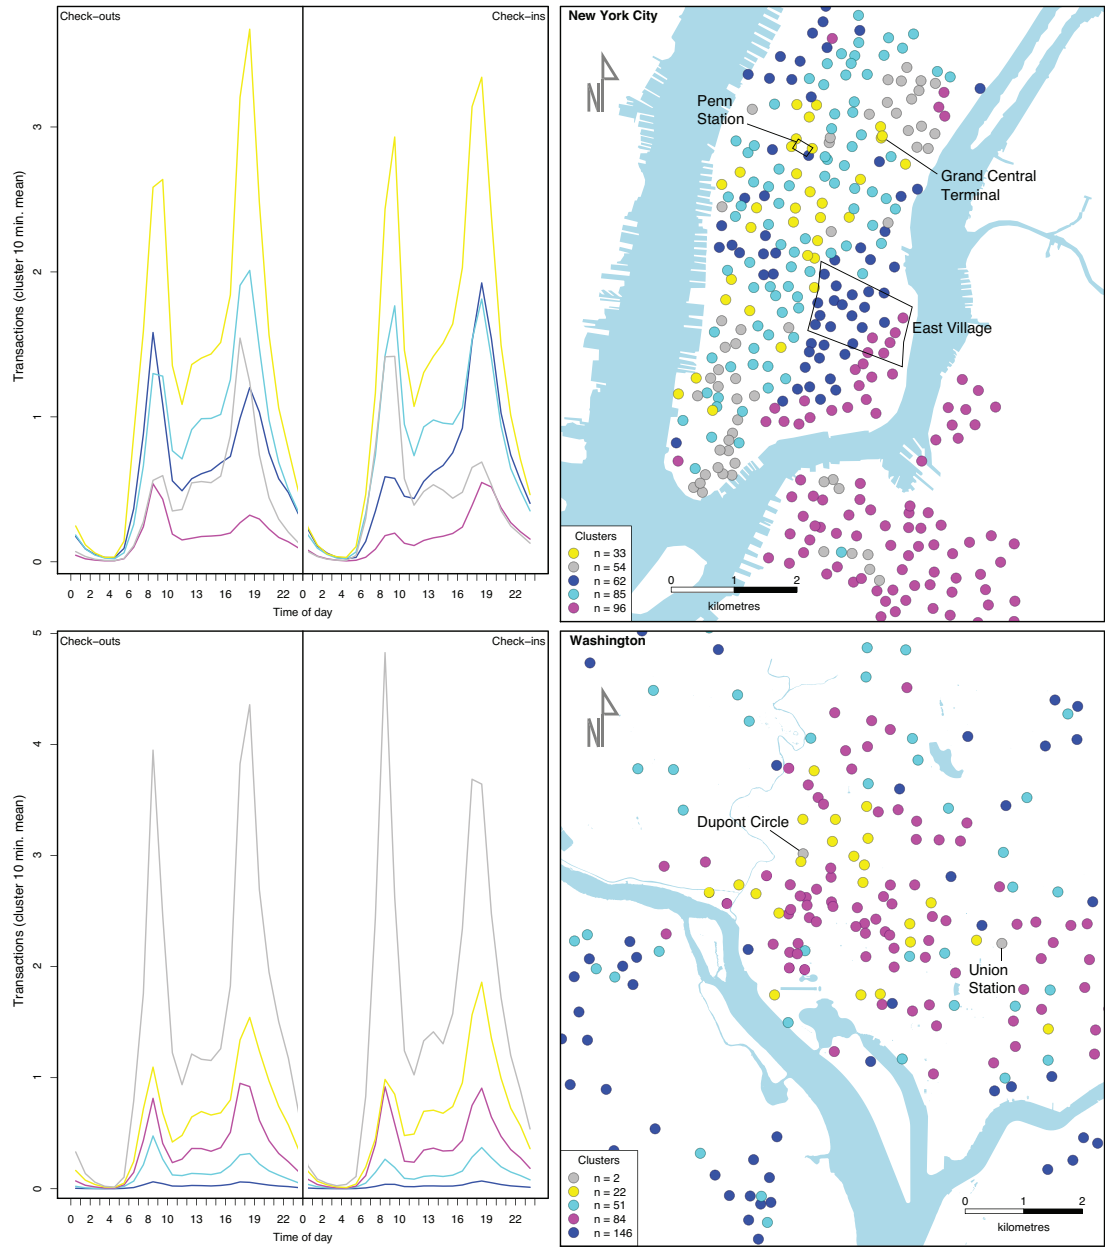 Check−outs
Check−ins
Transactions (cluster 10 min. mean)
3
2
1
0
0 2 4 6 8 10 13 16 19 22 0 2 4 6 8 10 13 16 19 22
Time of day
New York City
N
Penn
Station
Grand Central
Terminal
East Village
Clusters
n = 33
n = 54
n = 62
n = 85
n = 96
0 1 2
kilometres
Check−outs
Check−ins
Transactions (cluster 10 min. mean)
5
4
3
2
1
0
0 2 4 6 8 10 13 16 19 22 0 2 4 6 8 10 13 16 19 22
Time of day
Washington
N
Dupont Circle
Union
Station
Clusters
n = 2
n = 22
n = 51
n = 84
n = 146
0 1 2
kilometres